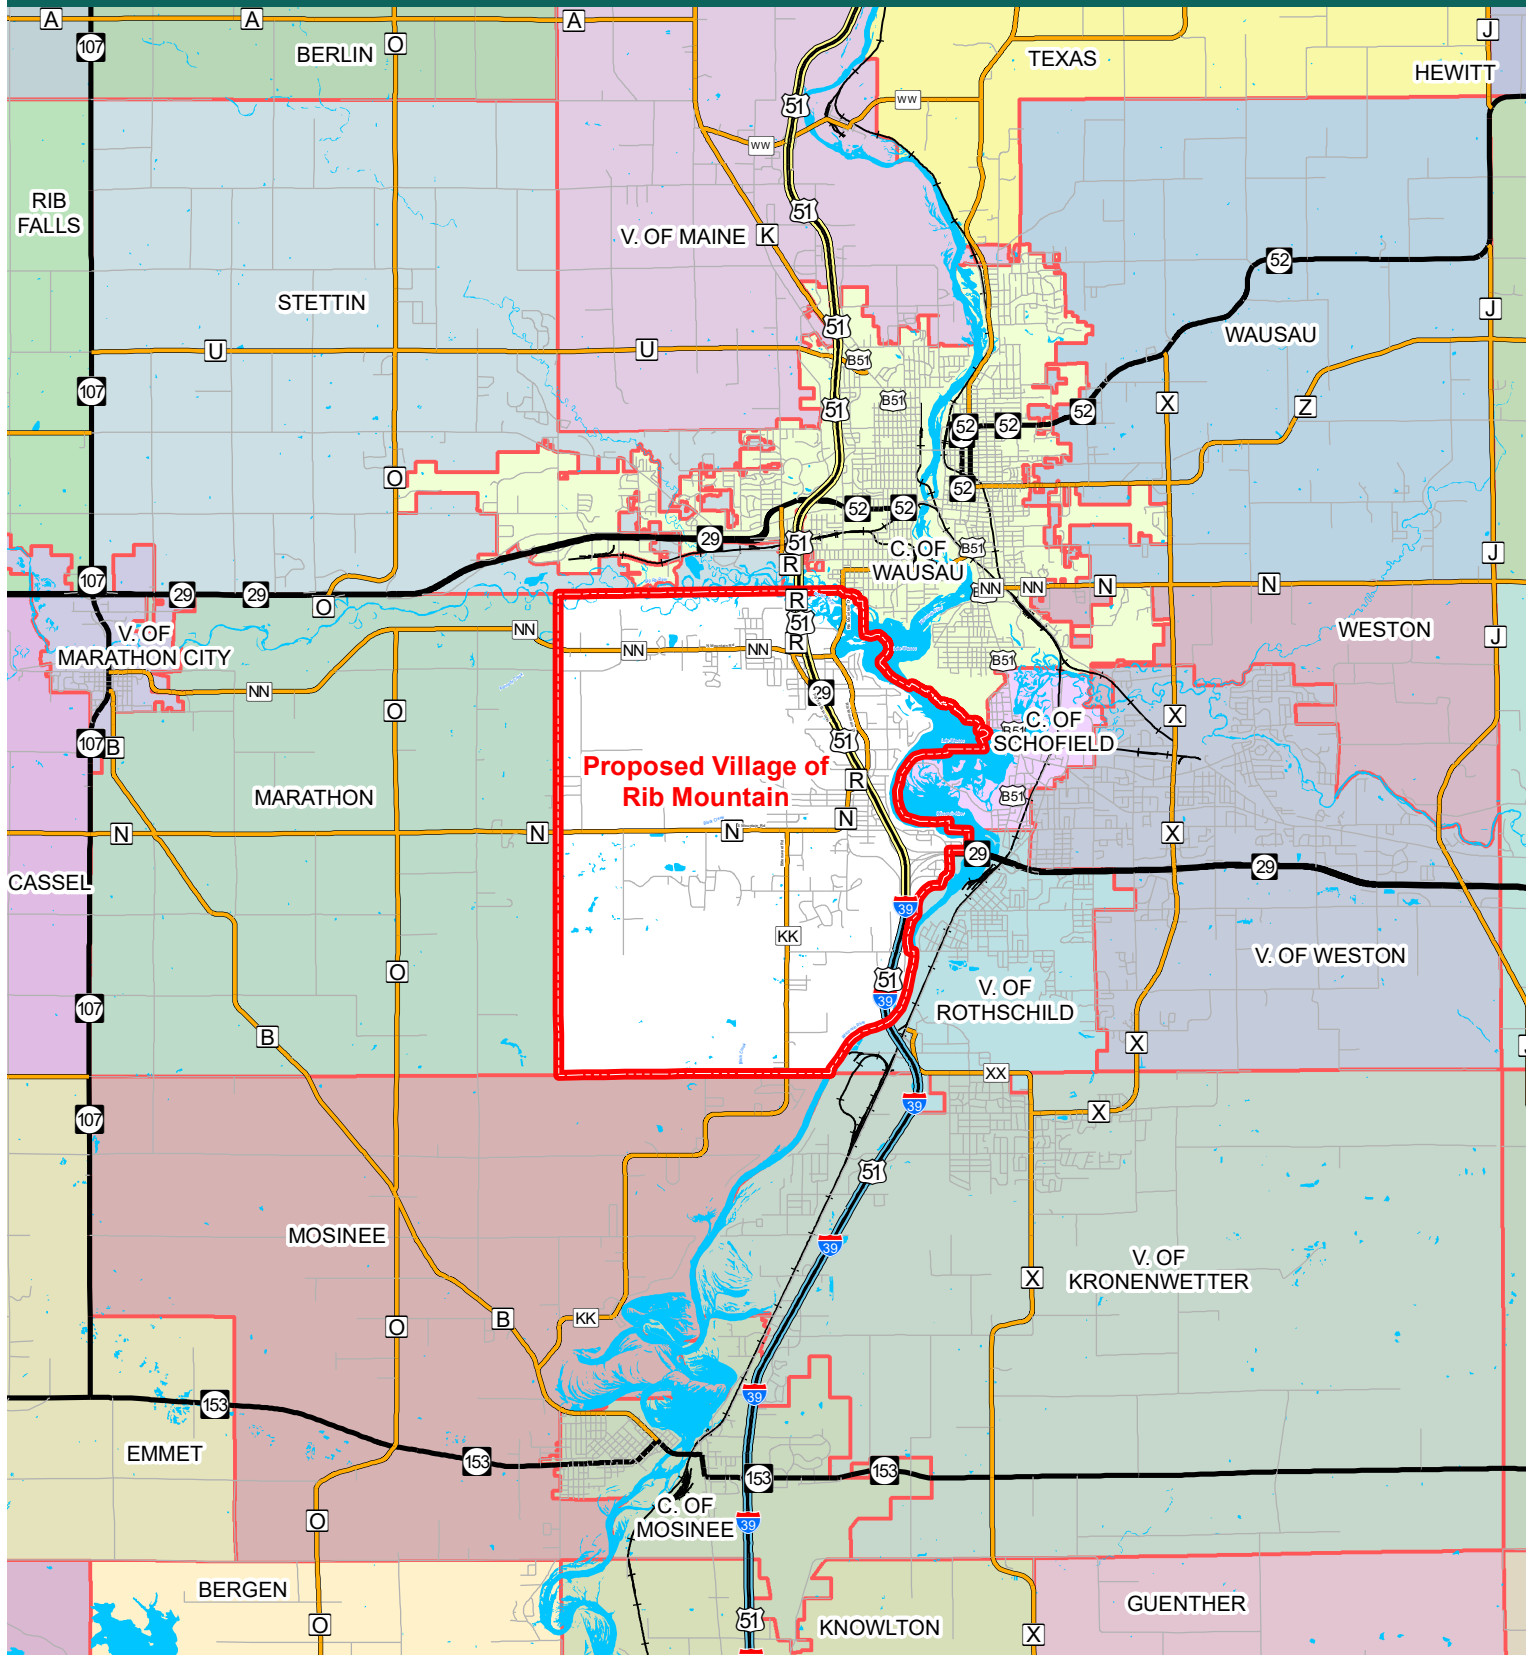 A
A
A
J
107
BERLIN
O
TEXAS
HEWITT
51
WW
WW
RIB
FALLS
51
V. OF MAINE
K
52
STETTIN
J
51
WAUSAU
U
U
B51
107
B51
51
X
Z
52
52
52
O
52
52
52
29
51
C. OF
WAUSAU
B51
J
R
107
29
29
O
NN
NN
N
N
R
51
R
V. OF
MARATHON CITY
NN
NN
NN
WESTON
J
B51
NN
29
O
X
C. OF
SCHOFIELD
B51
107
B
51
Proposed Village of
Rib Mountain
R
MARATHON
B51
N
N
N
N
X
29
29
CASSEL
39
KK
V. OF WESTON
O
51
39
V. OF
ROTHSCHILD
107
B
X
XX
39
X
107
51
MOSINEE
39
V. OF
KRONENWETTER
X
B
KK
O
39
153
EMMET
153
153
153
C. OF
MOSINEE
39
O
BERGEN
O
51
KNOWLTON
GUENTHER
X